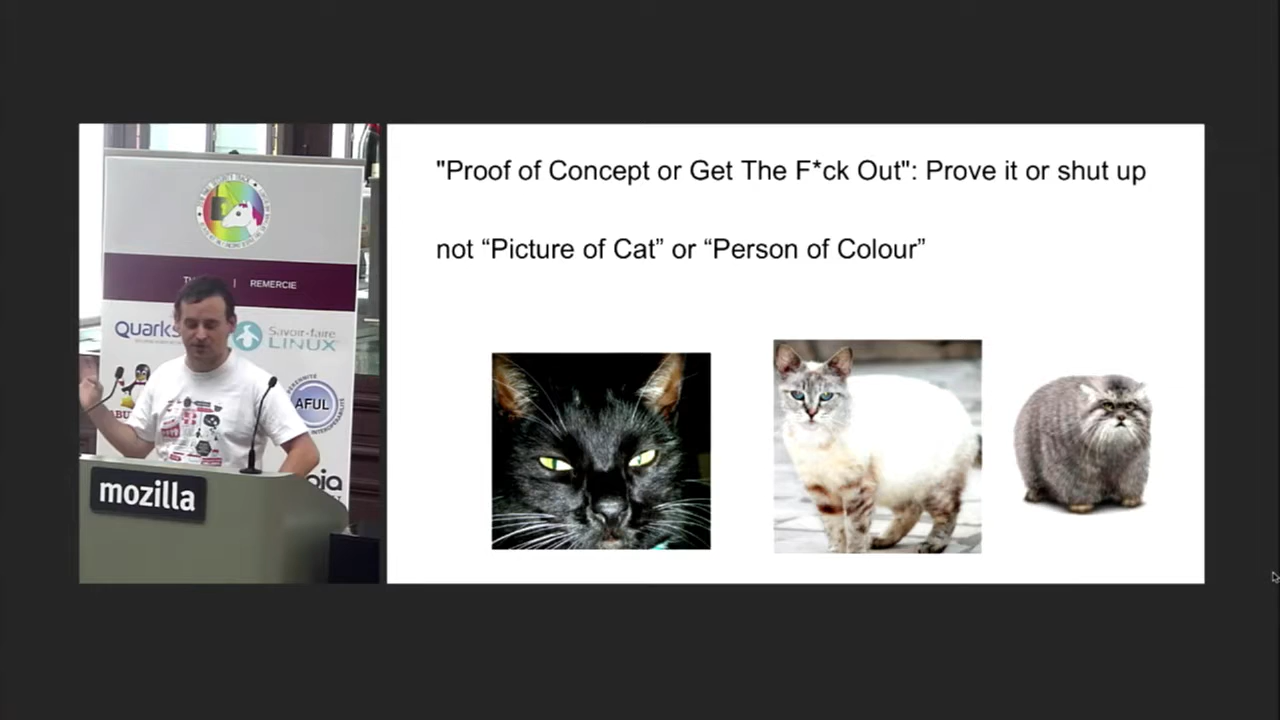 "Proof of Concept or Get The F*ck Out": Prove it or shut up
not “Picture of Cat” or “Person of Colour”
REMERCIE
Savoir-faire
LINUX
AFUL
mozilla